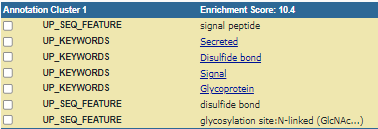 Annotation Cluster 1 Enrichment Score: 10.4
UP_SEQ_FEATURE signal peptide
UP_KEYWORDS Secreted
UP_KEYWORDS Disulfide bond
UP_KEYWORDS Signal
UP_KEYWORDS Glycoprotein
UP_SEQ_FEATURE disulfide bond
UP_SEQ_FEATURE glycosylation site:N-linked (GlcNAc...)